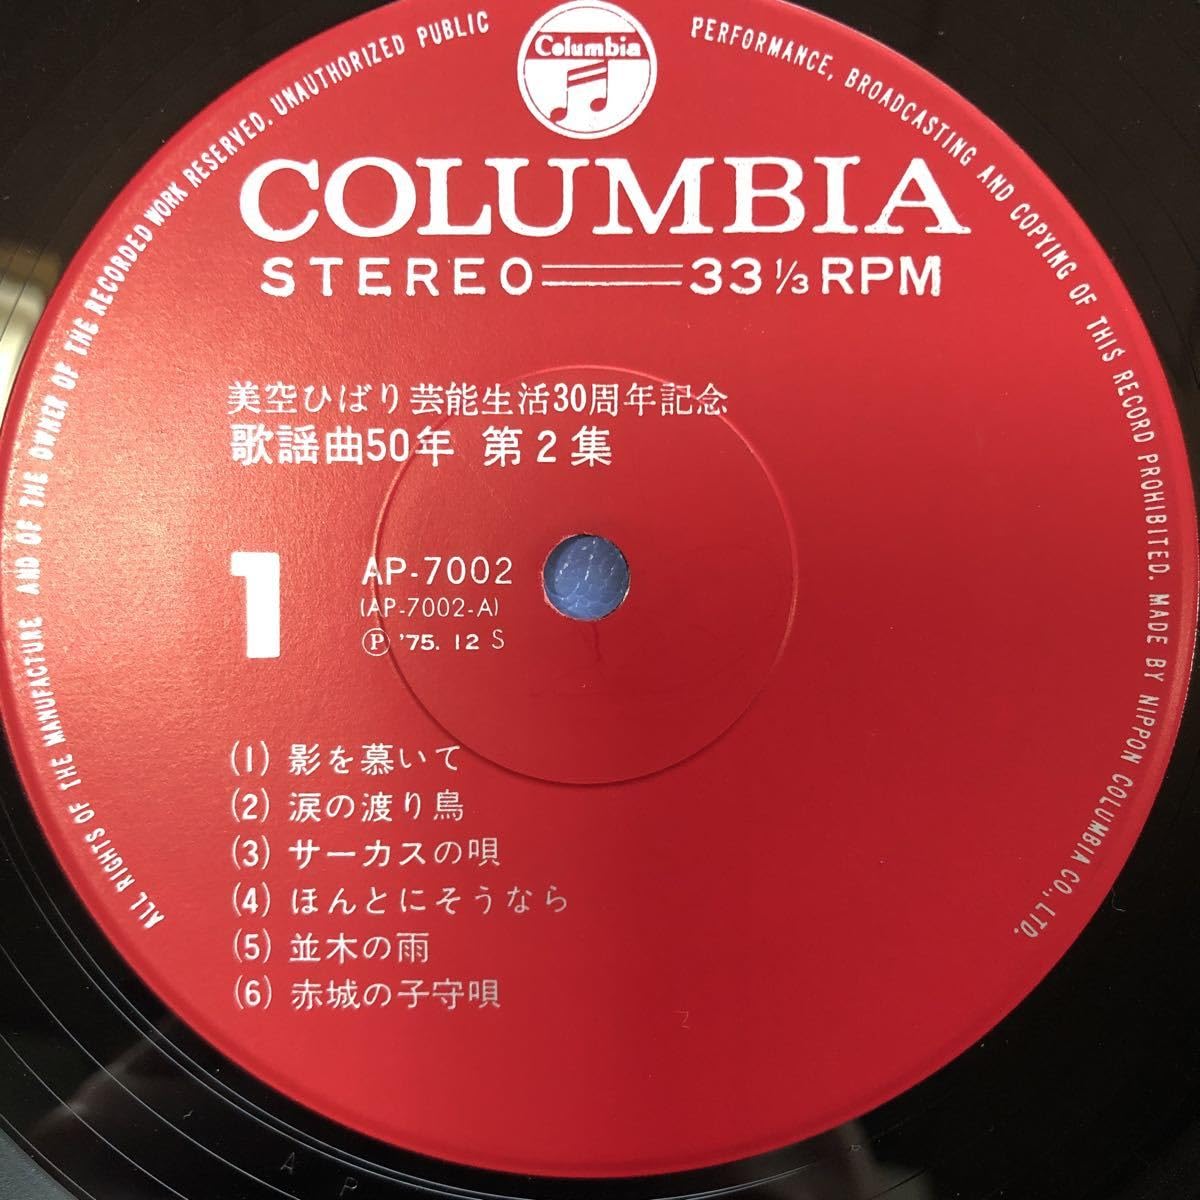 Columbia
COLUMBIA
STEREO 33 1/3 RPM
美空ひばり芸能生活30周年記念
歌謡曲50年 第2集
1
AP-7002
(AP-7002-A)
Ⓟ '75. 12 S
(1) 影を慕いて
(2) 涙の渡り鳥
(3) サーカスの唄
(4) ほんとにそうなら
(5) 並木の雨
(6) 赤城の子守唄
ALL RIGHTS OF THE MANUFACTURE AND OF THE OWNER OF THE RECORDED WORK RESERVED. UNAUTHORIZED PUBLIC PERFORMANCE, BROADCASTING AND COPYING OF THIS RECORD PROHIBITED. MADE BY NIPPON COLUMBIA CO., LTD.
A P